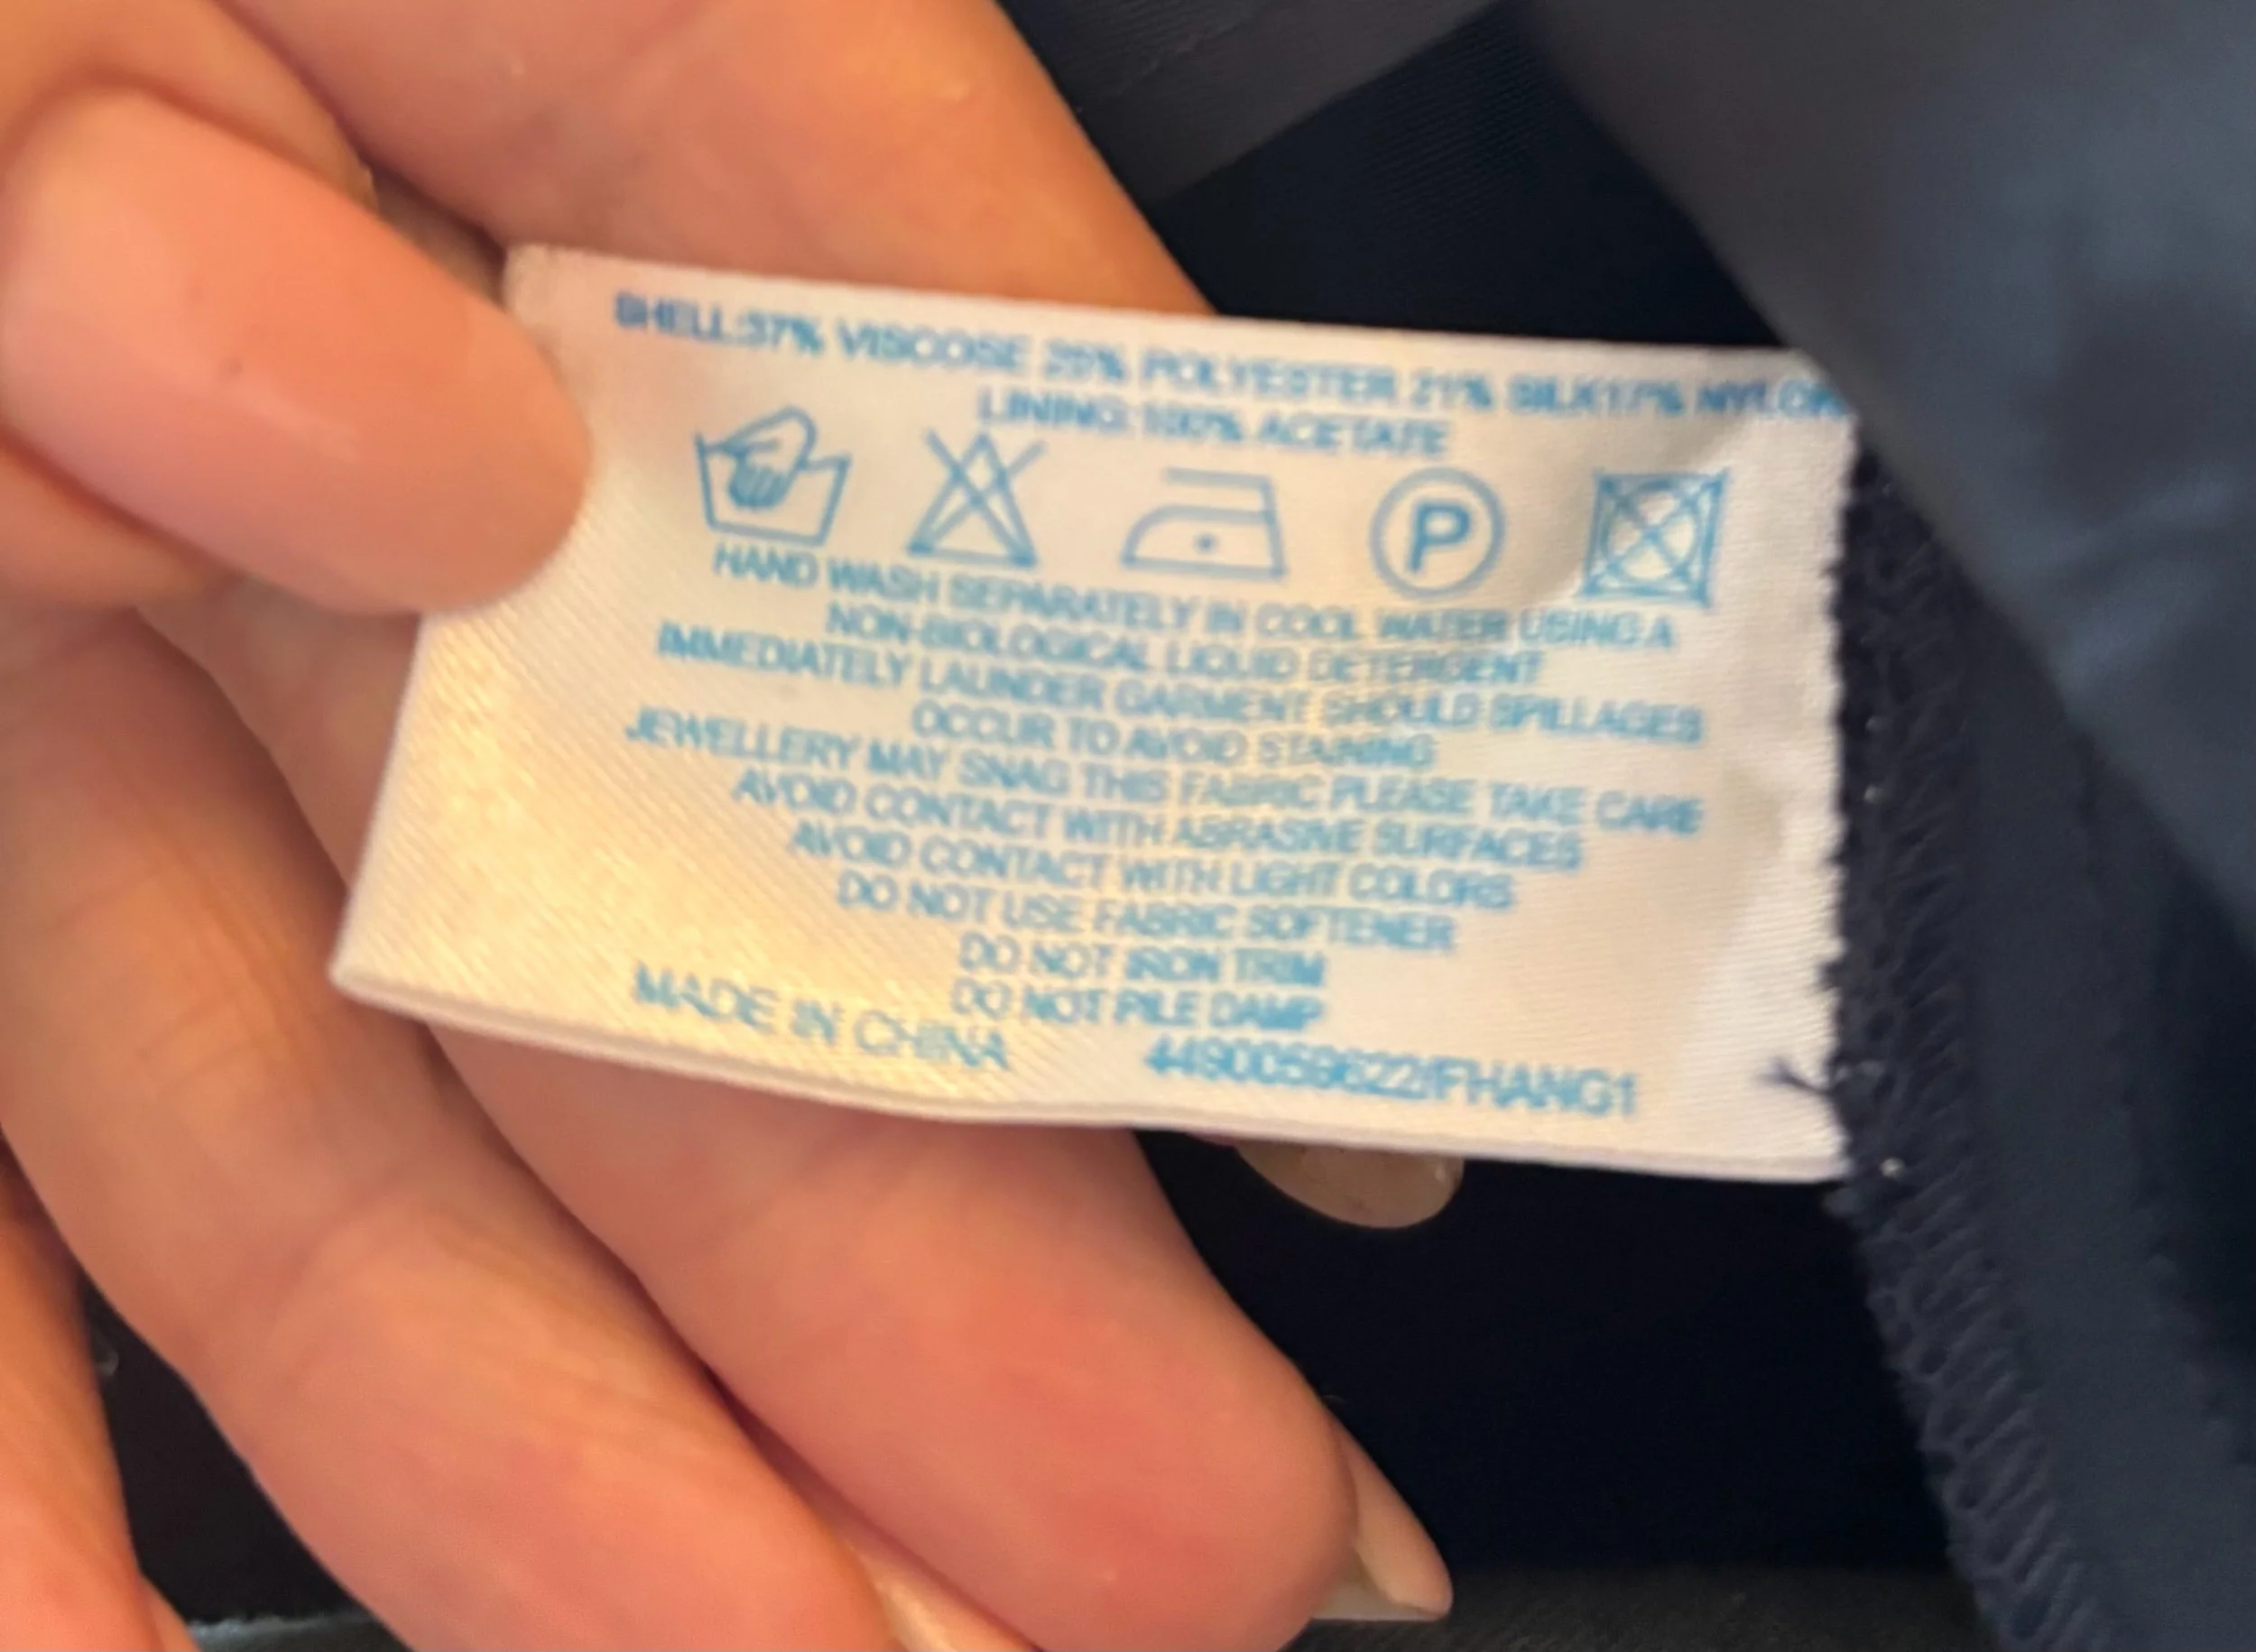 SHELL:37% VISCOSE 25% POLYESTER 21% SILK17% NYLON
LINING:100% ACETATE
P
HAND WASH SEPARATELY IN COOL WATER USING A
NON-BIOLOGICAL LIQUID DETERGENT
IMMEDIATELY LAUNDER GARMENT SHOULD SPILLAGES
OCCUR TO AVOID STAINING
JEWELLERY MAY SNAG THIS FABRIC PLEASE TAKE CARE
AVOID CONTACT WITH ABRASIVE SURFACES
AVOID CONTACT WITH LIGHT COLORS
DO NOT USE FABRIC SOFTENER
DO NOT IRON TRIM
DO NOT PILE DAMP
MADE IN CHINA